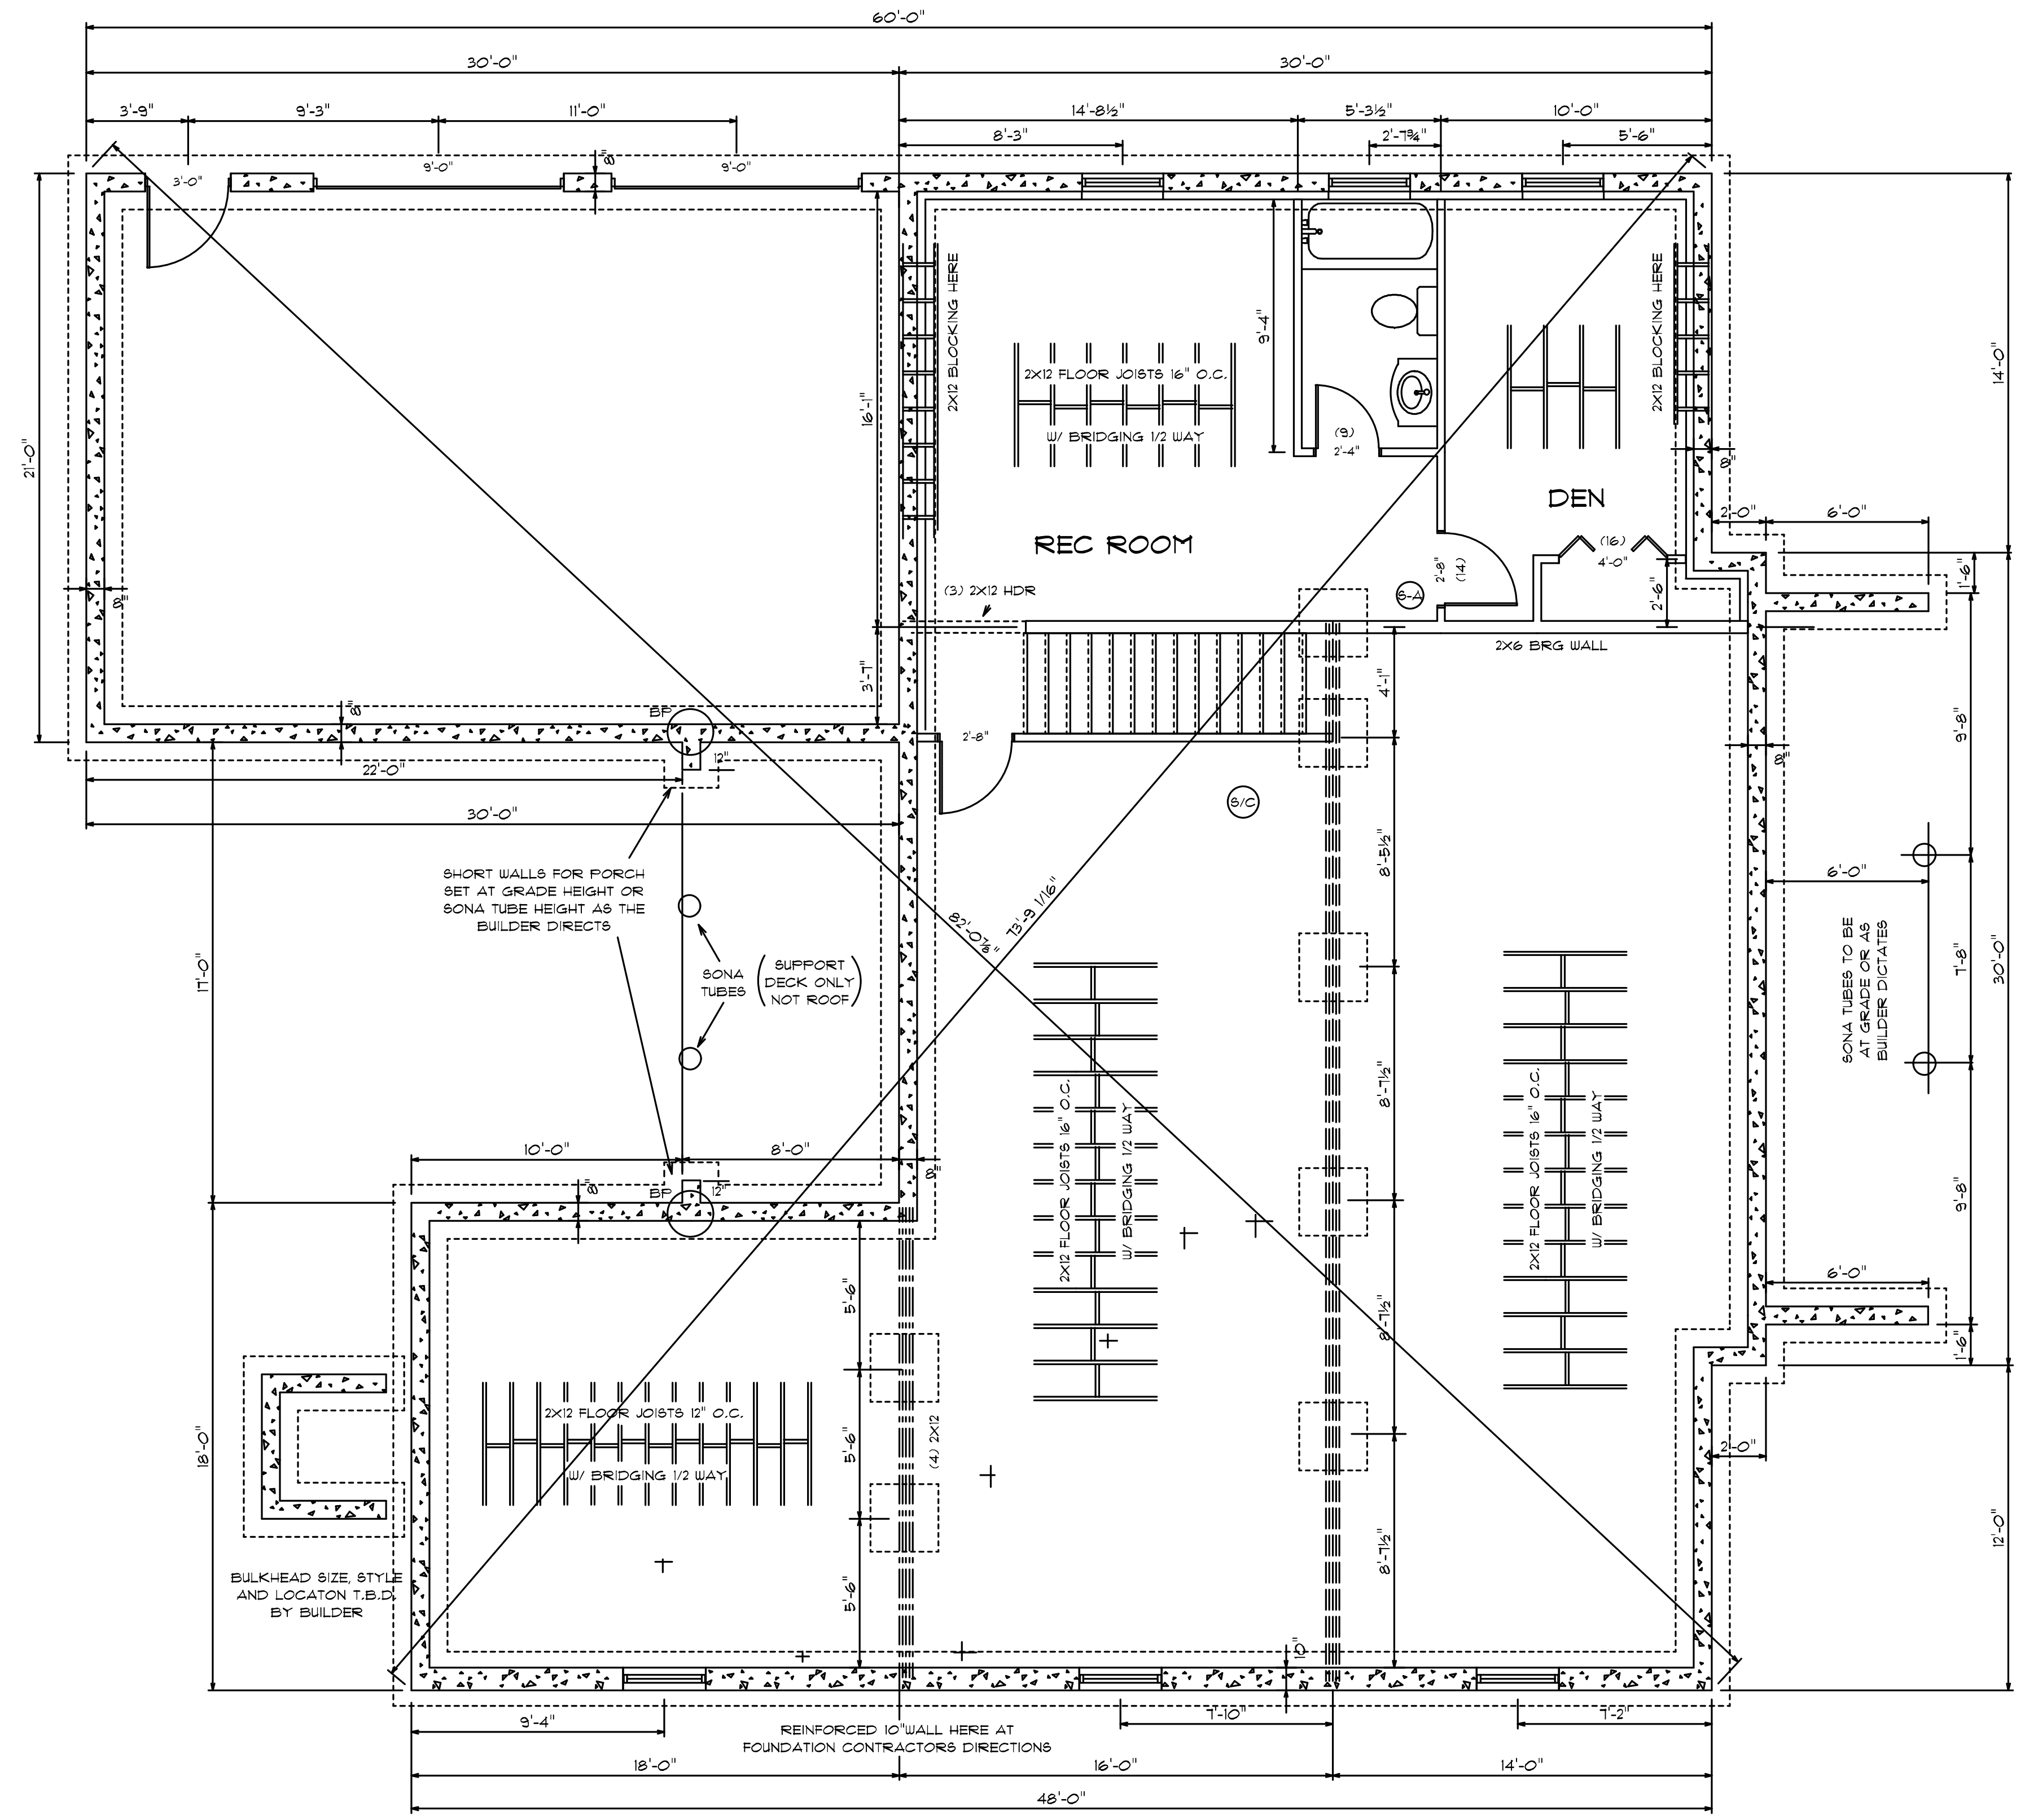 60'-0"
30'-0"
30'-0"
3'-9"
9'-3"
11'-0"
14'-8½"
5'-3½"
10'-0"
8'-3"
2'-7¾"
5'-6"
3'-0"
9'-0"
8"
9'-0"
2X12 BLOCKING HERE
2X12 BLOCKING HERE
9'-4"
14'-0"
2X12 FLOOR JOISTS 16" O.C.
W/ BRIDGING 1/2 WAY
(9)
2'-4"
16'-1"
21'-0"
8"
DEN
REC ROOM
2'-0"
6'-0"
(16)
4'-0"
2'-8"
(14)
S-A
1'-6"
2'-6"
8"
(3) 2X12 HDR
2X6 BRG WALL
3'-7"
4'-1"
9'-8"
8"
BP
12"
2'-8"
8"
22'-0"
30'-0"
S/C
8'-5½"
6'-0"
SHORT WALLS FOR PORCH
SET AT GRADE HEIGHT OR
SONA TUBE HEIGHT AS THE
BUILDER DIRECTS
82'-0⅞"
73'-9 1/16"
17'-0"
SONA
TUBES
(SUPPORT
DECK ONLY
NOT ROOF)
SONA TUBES TO BE
AT GRADE OR AS
BUILDER DICTATES
7'-8"
30'-0"
2X12 FLOOR JOISTS 16" O.C.
W/ BRIDGING 1/2 WAY
8'-7½"
2X12 FLOOR JOISTS 16" O.C.
W/ BRIDGING 1/2 WAY
10'-0"
8'-0"
8"
8"
BP
12"
9'-8"
5'-6"
8'-7½"
6'-0"
1'-6"
2X12 FLOOR JOISTS 12" O.C.
W/ BRIDGING 1/2 WAY
5'-6"
(4) 2X12
18'-0"
2'-0"
12'-0"
8'-7½"
BULKHEAD SIZE, STYLE
AND LOCATON T.B.D.
BY BUILDER
5'-6"
10"
9'-4"
REINFORCED 10"WALL HERE AT
FOUNDATION CONTRACTORS DIRECTIONS
7'-10"
7'-2"
18'-0"
16'-0"
14'-0"
48'-0"